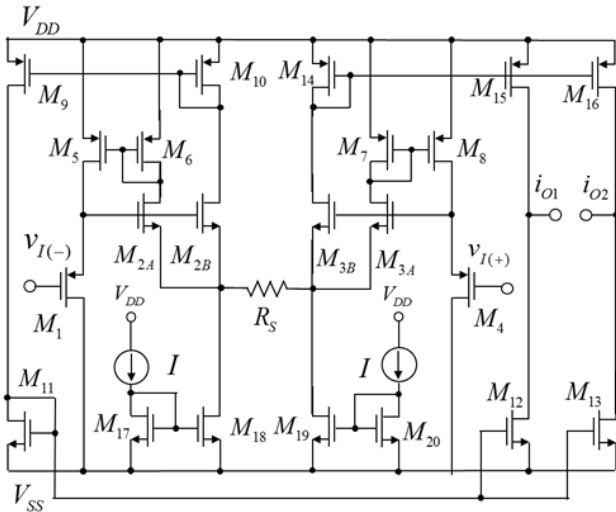 V_DD
M_9
M_10
M_14
M_15
M_16
M_5
M_6
M_7
M_8
i_O1
i_O2
M_2A
M_2B
M_3B
M_3A
v_I(−)
v_I(+)
M_1
M_4
V_DD
R_S
V_DD
I
I
M_11
M_12
M_13
M_17
M_18
M_19
M_20
V_SS